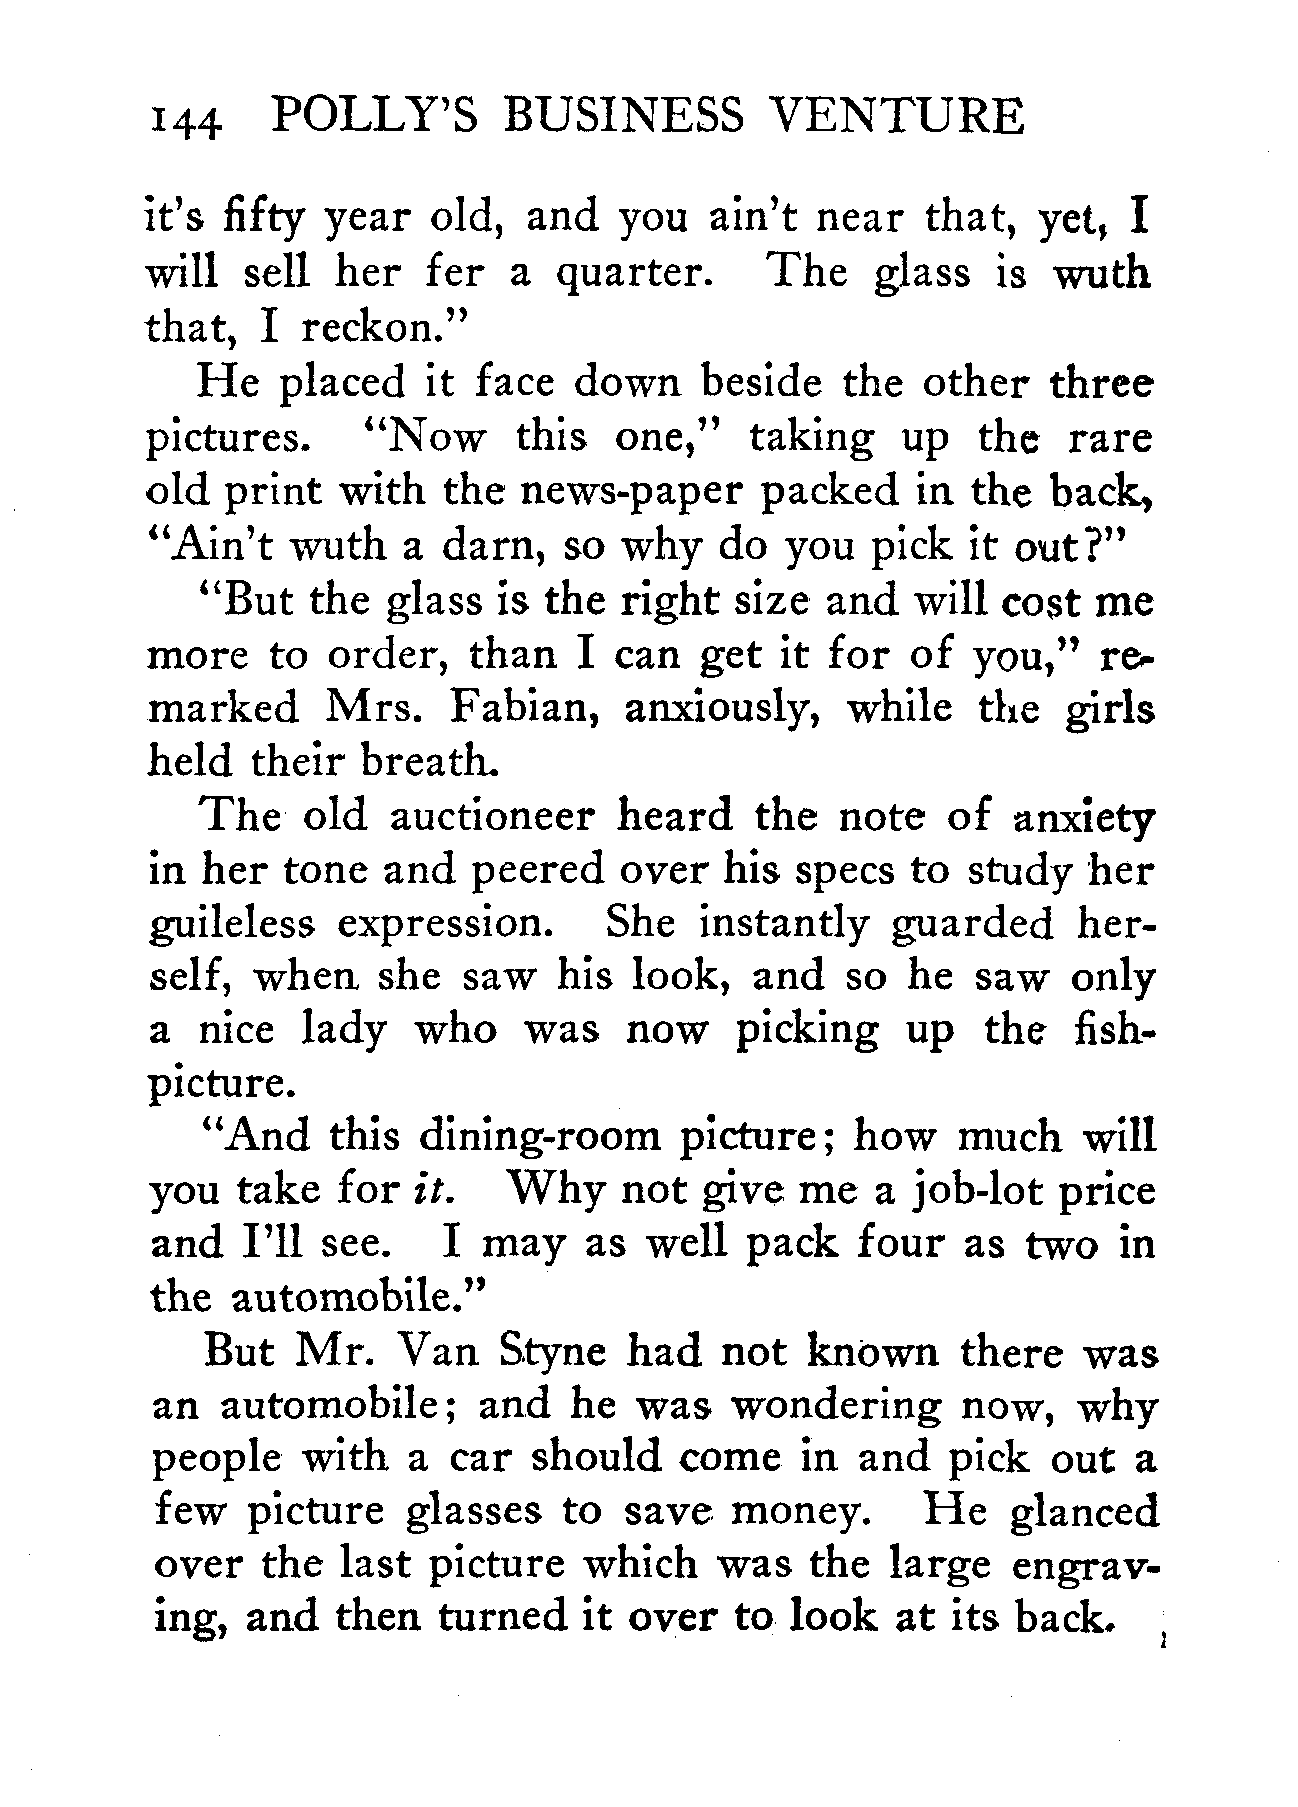 144 POLLY'S BUSINESS VENTURE
it's fifty year old, and you ain't near that, yet, I
will sell her fer a quarter. The glass is wuth
that, I reckon."
He placed it face down beside the other three
pictures. "Now this one," taking up the rare
old print with the news-paper packed in the back,
"Ain't wuth a darn, so why do you pick it out?"
"But the glass is the right size and will cost me
more to order, than I can get it for of you," re-
marked Mrs. Fabian, anxiously, while the girls
held their breath.
The old auctioneer heard the note of anxiety
in her tone and peered over his specs to study her
guileless expression. She instantly guarded her-
self, when she saw his look, and so he saw only
a nice lady who was now picking up the fish-
picture.
"And this dining-room picture; how much will
you take for it. Why not give me a job-lot price
and I'll see. I may as well pack four as two in
the automobile."
But Mr. Van Styne had not known there was
an automobile; and he was wondering now, why
people with a car should come in and pick out a
few picture glasses to save money. He glanced
over the last picture which was the large engrav-
ing, and then turned it over to look at its back.